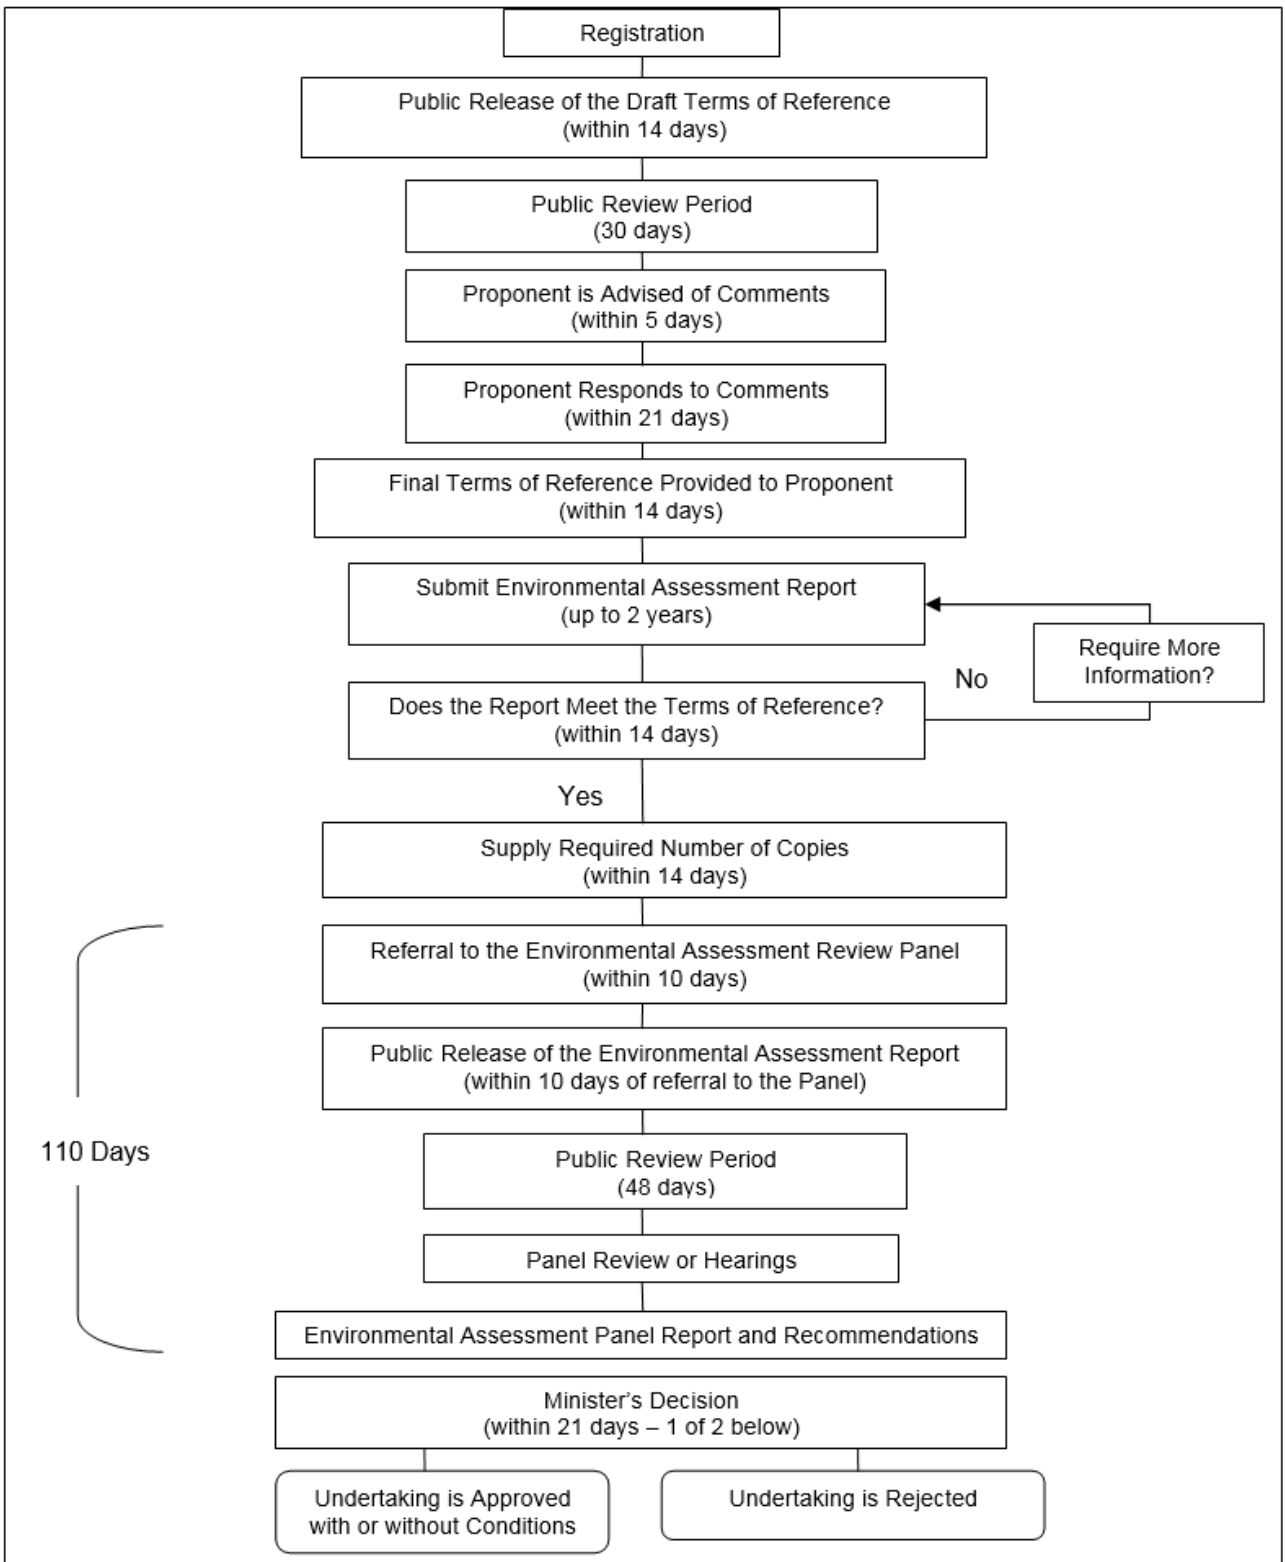 Registration
Public Release of the Draft Terms of Reference
(within 14 days)
Public Review Period
(30 days)
Proponent is Advised of Comments
(within 5 days)
Proponent Responds to Comments
(within 21 days)
Final Terms of Reference Provided to Proponent
(within 14 days)
Submit Environmental Assessment Report
(up to 2 years)
Require More
Information?
No
Does the Report Meet the Terms of Reference?
(within 14 days)
Yes
Supply Required Number of Copies
(within 14 days)
Referral to the Environmental Assessment Review Panel
(within 10 days)
Public Release of the Environmental Assessment Report
(within 10 days of referral to the Panel)
110 Days
Public Review Period
(48 days)
Panel Review or Hearings
Environmental Assessment Panel Report and Recommendations
Minister's Decision
(within 21 days – 1 of 2 below)
Undertaking is Approved
with or without Conditions
Undertaking is Rejected